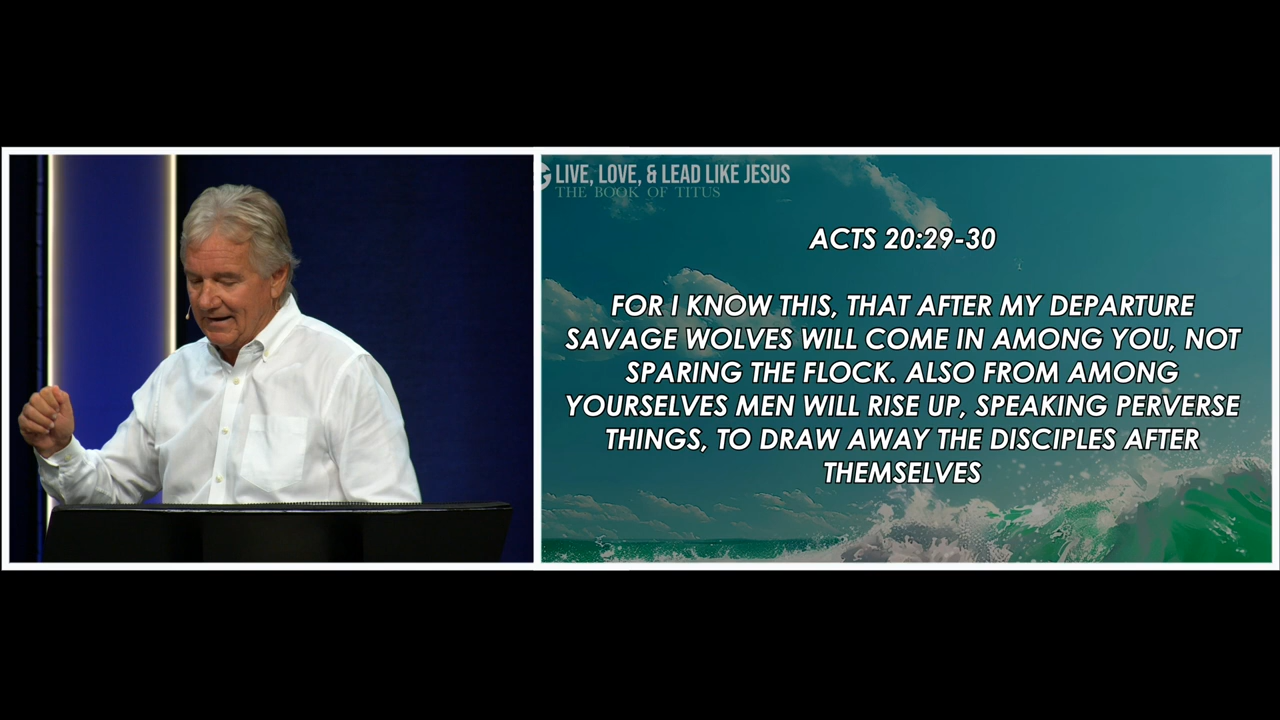 LIVE, LOVE, & LEAD LIKE JESUS
THE BOOK OF TITUS
ACTS 20:29-30
FOR I KNOW THIS, THAT AFTER MY DEPARTURE
SAVAGE WOLVES WILL COME IN AMONG YOU, NOT
SPARING THE FLOCK. ALSO FROM AMONG
YOURSELVES MEN WILL RISE UP, SPEAKING PERVERSE
THINGS, TO DRAW AWAY THE DISCIPLES AFTER
THEMSELVES